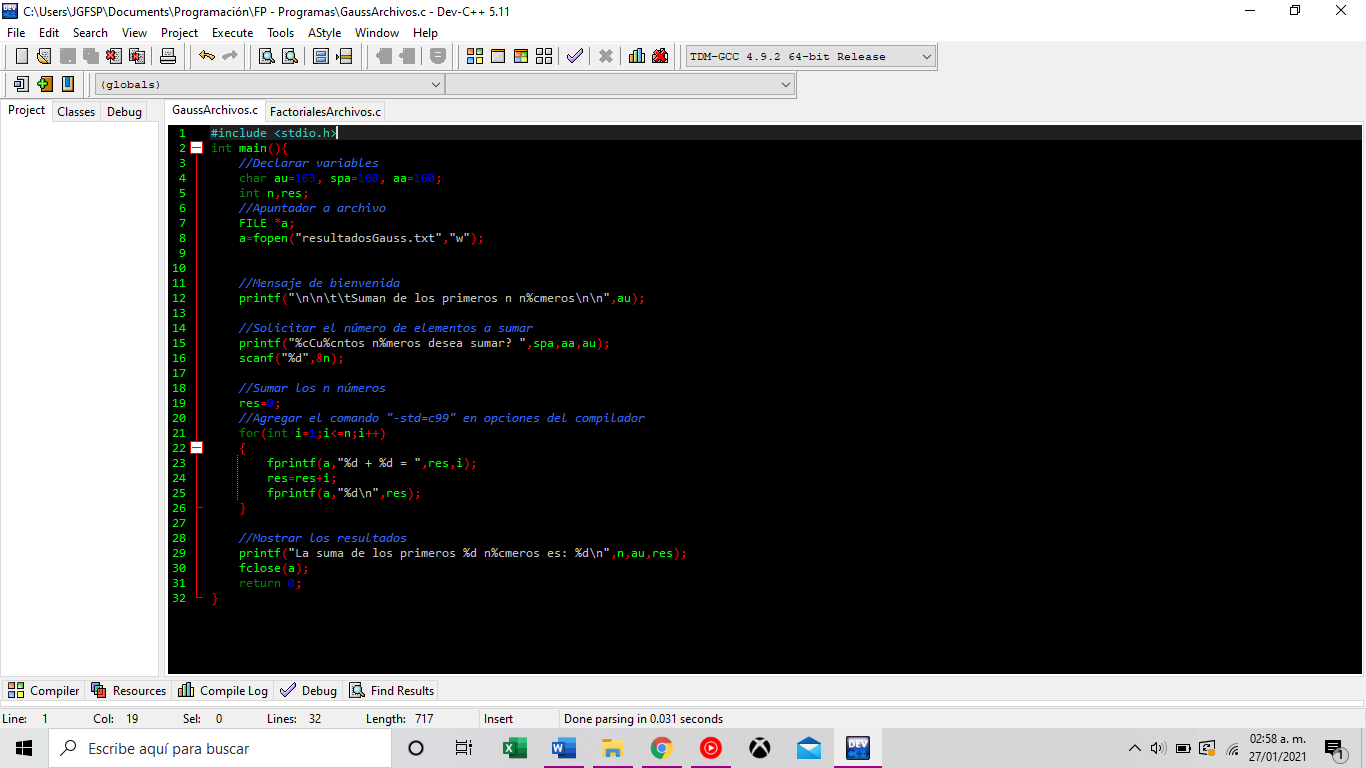 C:\Users\JGFSP\Documents\Programación\FP - Programas\GaussArchivos.c - Dev-C++ 5.11
File Edit Search View Project Execute Tools AStyle Window Help
TDM-GCC 4.9.2 64-bit Release
(globals)
Project Classes Debug GaussArchivos.c FactorialesArchivos.c
1 #include <stdio.h>
2 int main(){
3 //Declarar variables
4 char au=163, spa=168, aa=160;
5 int n,res;
6 //Apuntador a archivo
7 FILE *a;
8 a=fopen("resultadosGauss.txt","w");
9
10
11 //Mensaje de bienvenida
12 printf("\n\n\t\tSuman de los primeros n n%cmeros\n\n",au);
13
14 //Solicitar el número de elementos a sumar
15 printf("%cCu%cntos n%meros desea sumar? ",spa,aa,au);
16 scanf("%d",&n);
17
18 //Sumar los n números
19 res=0;
20 //Agregar el comando "-std=c99" en opciones del compilador
21 for(int i=1;i<=n;i++)
22 {
23 fprintf(a,"%d + %d = ",res,i);
24 res=res+i;
25 fprintf(a,"%d\n",res);
26 }
27
28 //Mostrar los resultados
29 printf("La suma de los primeros %d n%cmeros es: %d\n",n,au,res);
30 fclose(a);
31 return 0;
32 }
Compiler Resources Compile Log Debug Find Results
Line: 1 Col: 19 Sel: 0 Lines: 32 Length: 717 Insert Done parsing in 0.031 seconds
Escribe aquí para buscar
DEV
02:58 a. m.
27/01/2021
1